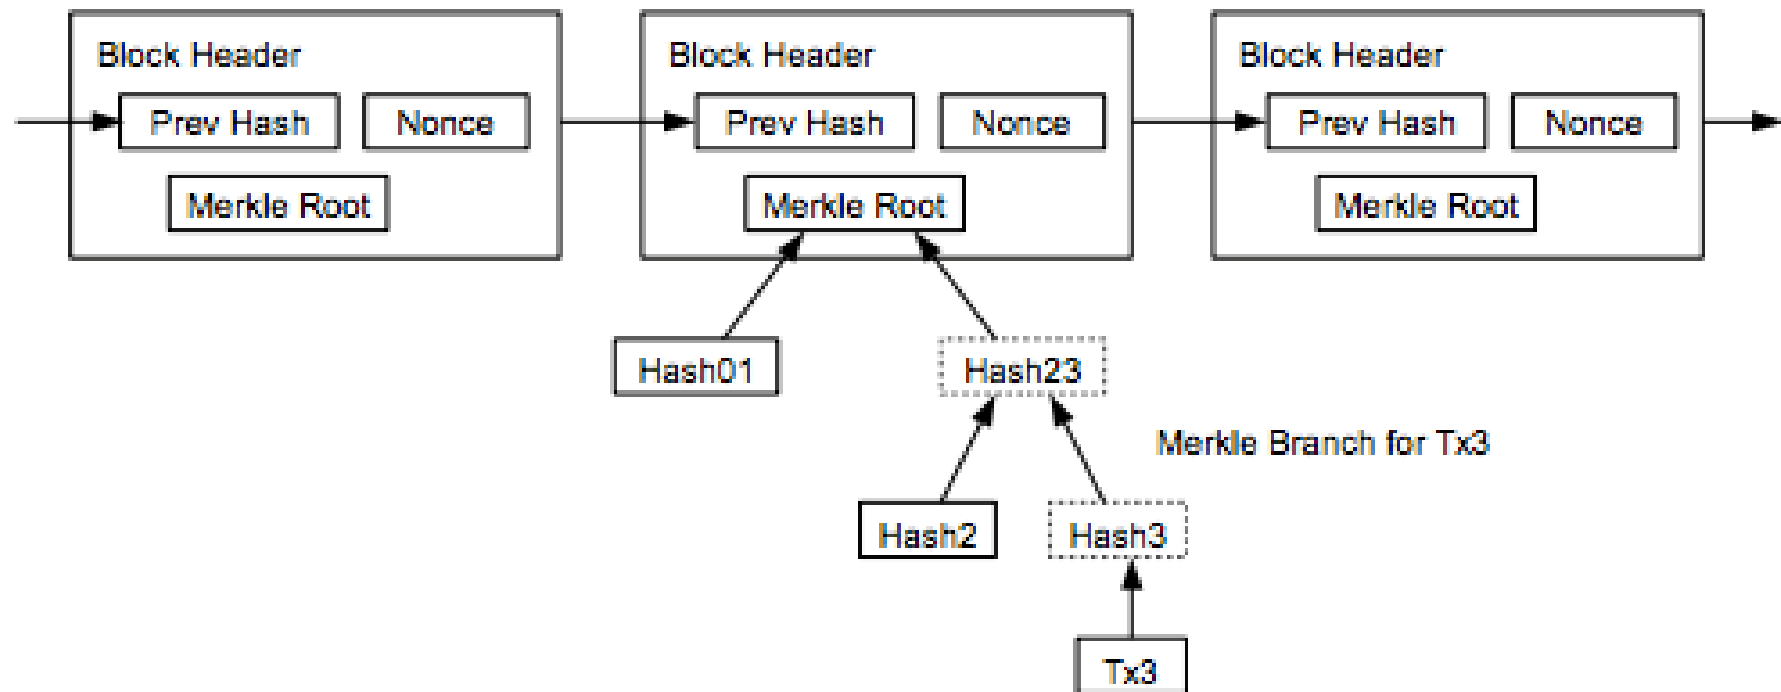 Block Header
Prev Hash
Nonce
Merkle Root
Block Header
Prev Hash
Nonce
Merkle Root
Block Header
Prev Hash
Nonce
Merkle Root
Hash01
Hash23
Merkle Branch for Tx3
Hash2
Hash3
Tx3